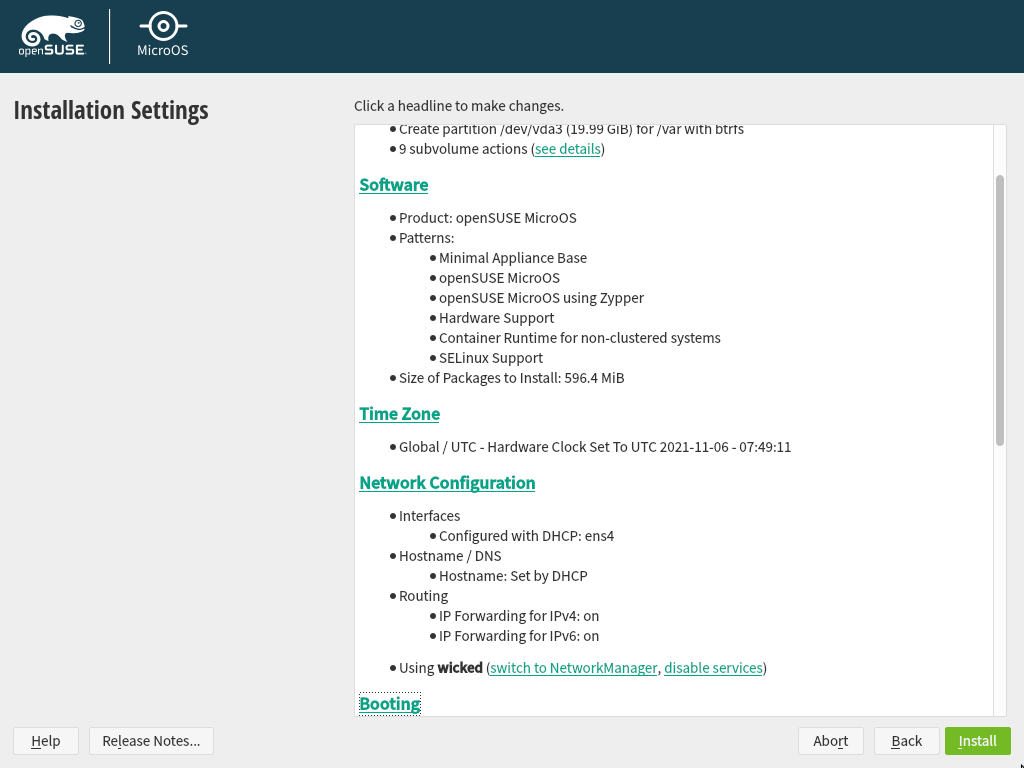 openSUSE
MicroOS
Installation Settings
Click a headline to make changes.
Create partition /dev/vda3 (19.99 GiB) for /var with btrfs
9 subvolume actions (see details)
Software
Product: openSUSE MicroOS
Patterns:
Minimal Appliance Base
openSUSE MicroOS
openSUSE MicroOS using Zypper
Hardware Support
Container Runtime for non-clustered systems
SELinux Support
Size of Packages to Install: 596.4 MiB
Time Zone
Global / UTC - Hardware Clock Set To UTC 2021-11-06 - 07:49:11
Network Configuration
Interfaces
Configured with DHCP: ens4
Hostname / DNS
Hostname: Set by DHCP
Routing
IP Forwarding for IPv4: on
IP Forwarding for IPv6: on
Using wicked (switch to NetworkManager, disable services)
Booting
Help
Release Notes...
Abort
Back
Install